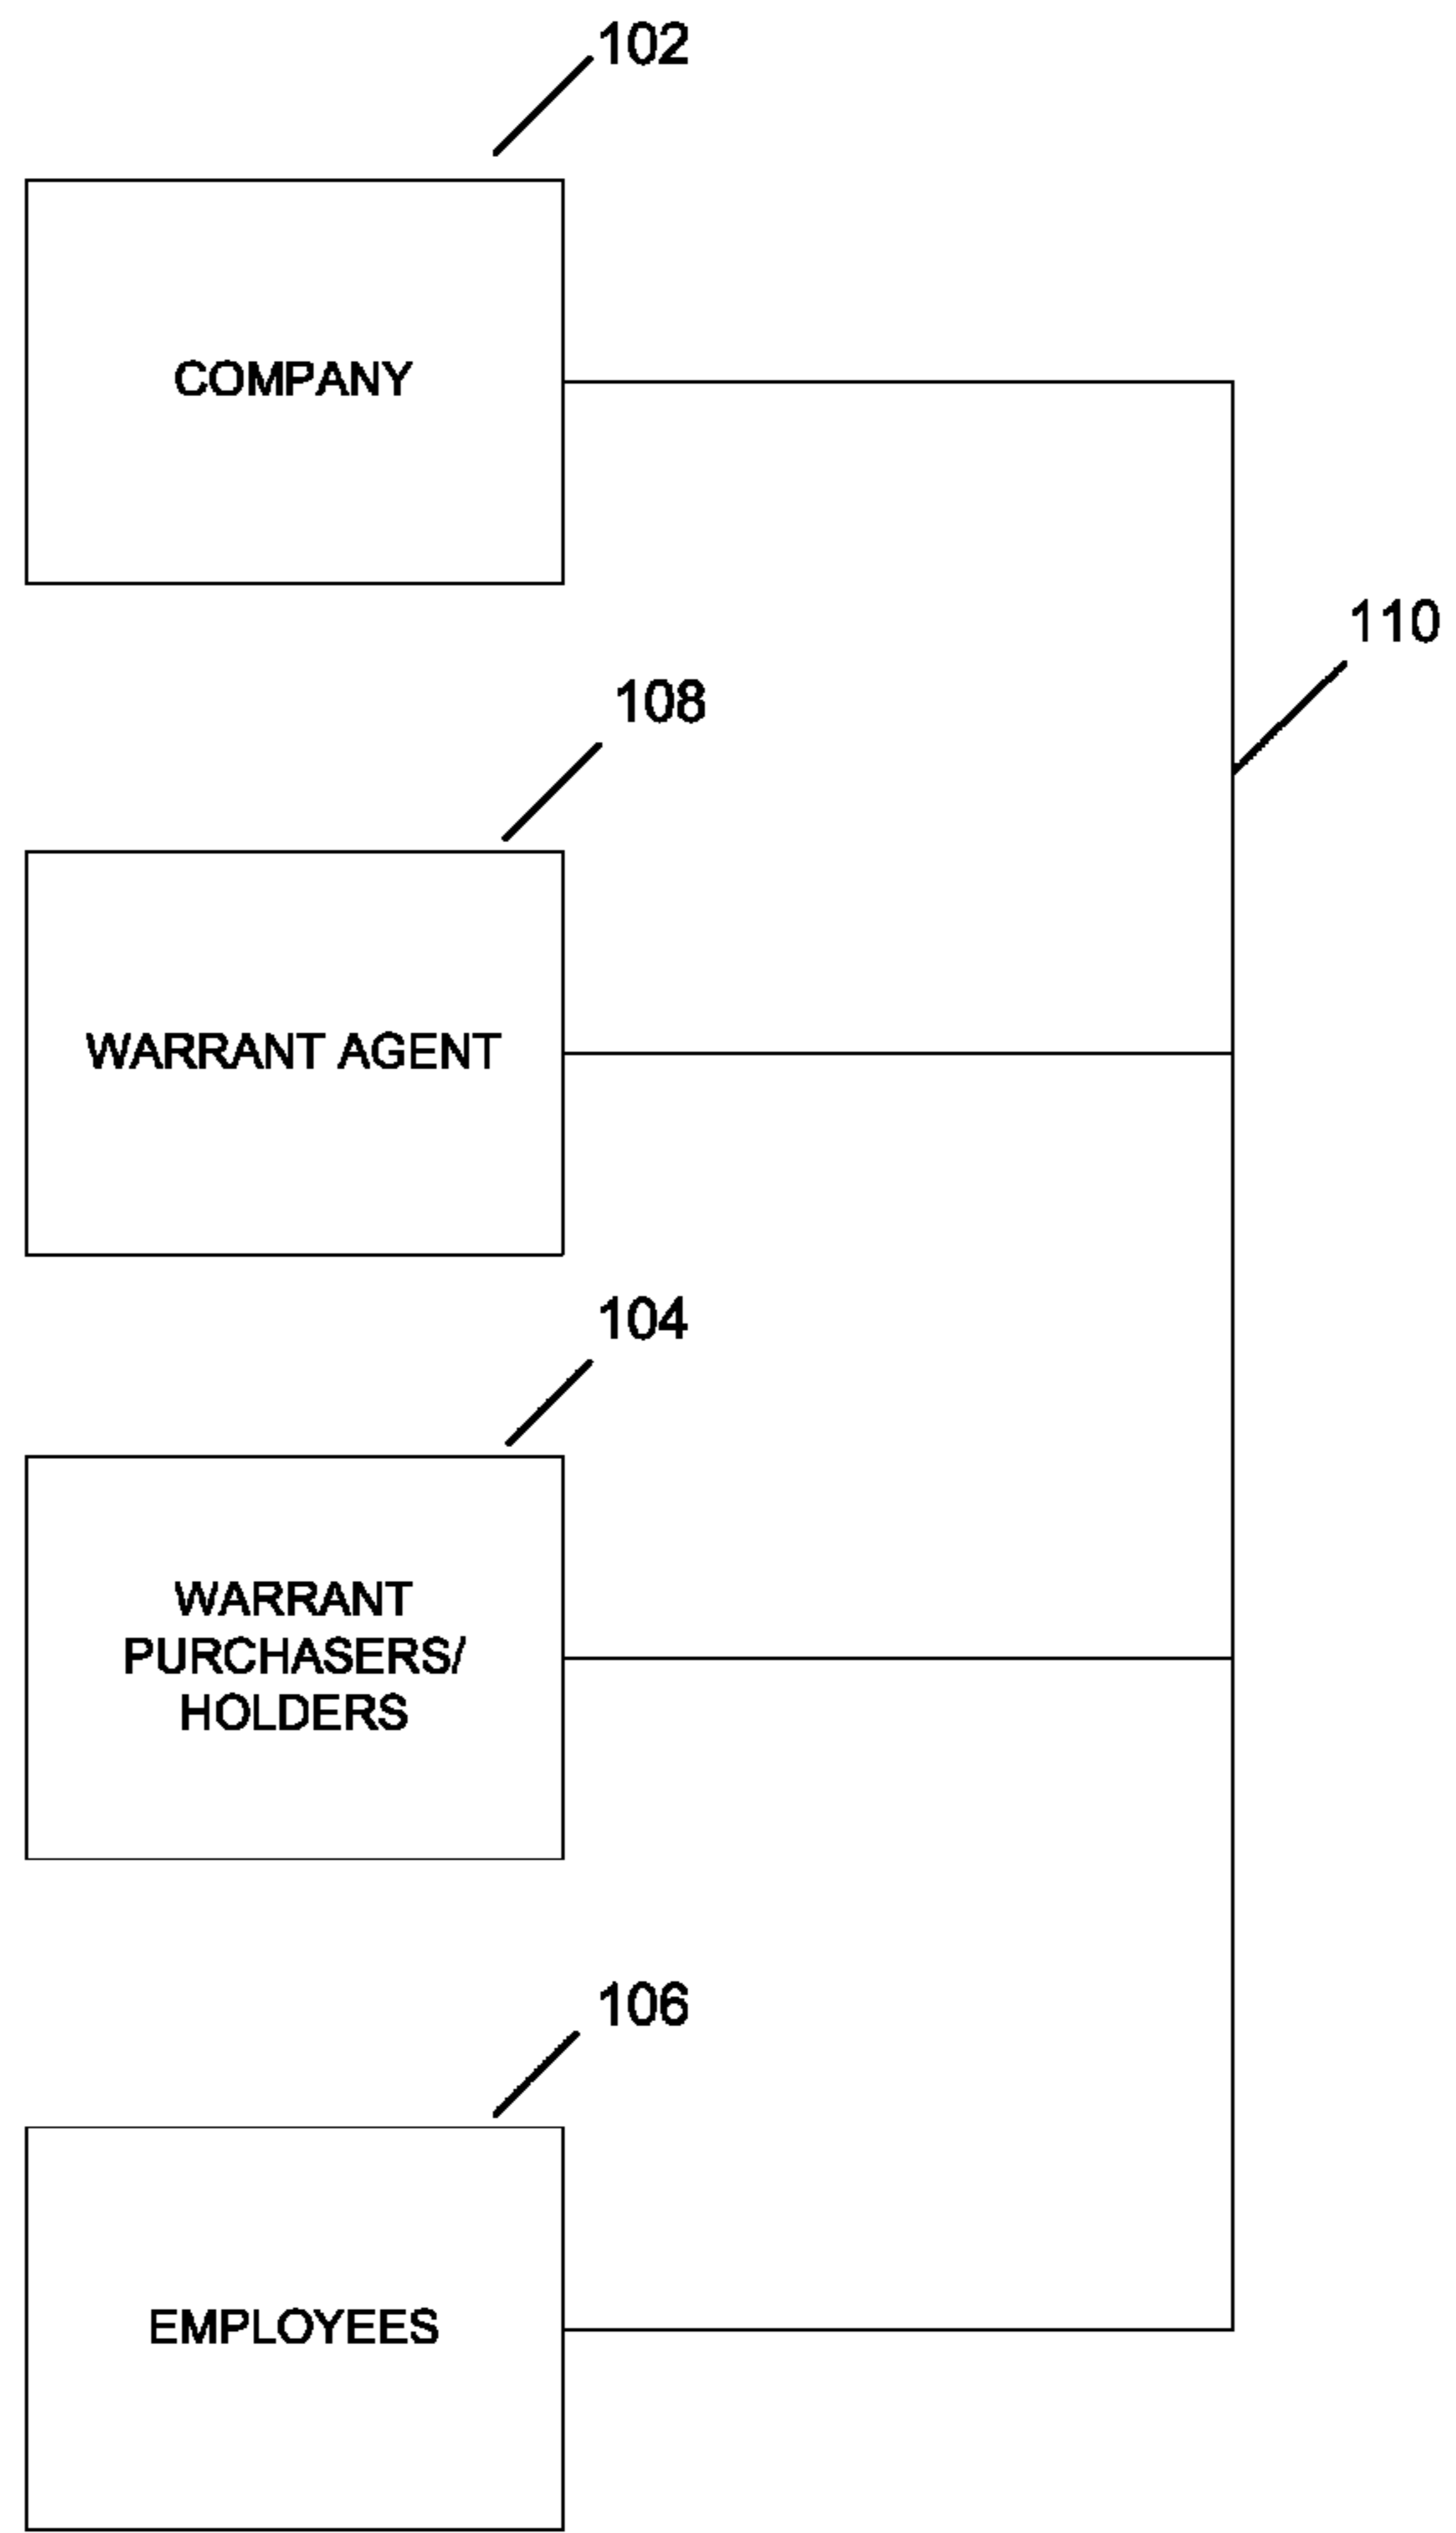 102
COMPANY
110
108
WARRANT AGENT
104
WARRANT
PURCHASERS/
HOLDERS
106
EMPLOYEES